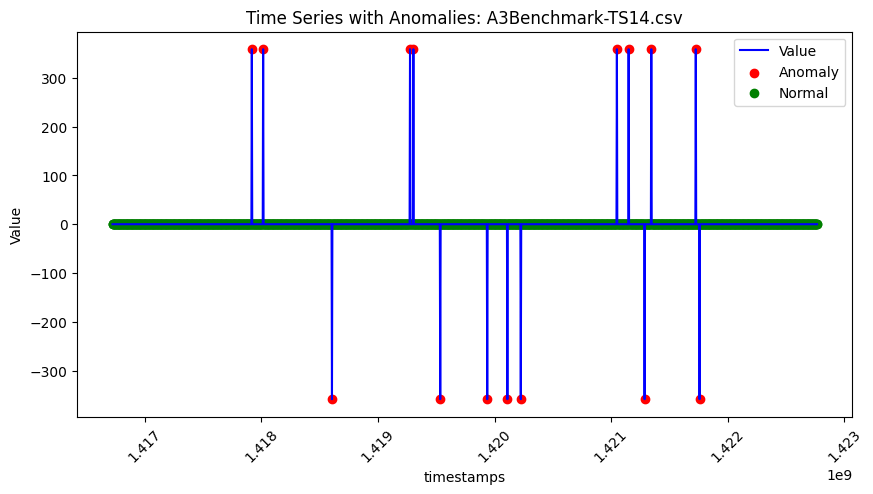 Time Series with Anomalies: A3Benchmark-TS14.csv
Value
Anomaly
Normal
300
200
100
0
−100
−200
−300
Value
1.417
1.418
1.419
1.420
1.421
1.422
1.423
1e9
timestamps